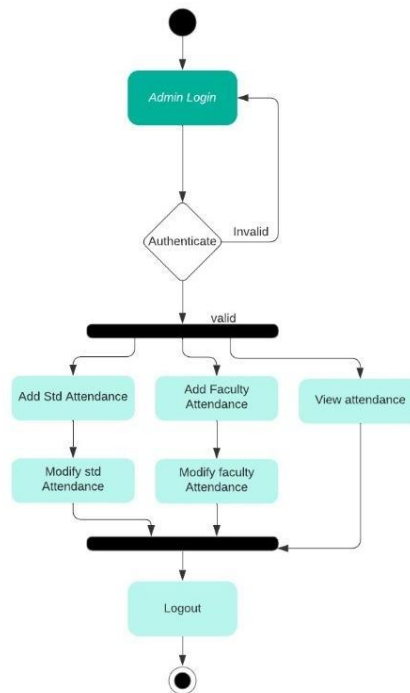 Admin Login
Authenticate
Invalid
valid
Add Std Attendance
Add Faculty
Attendance
View attendance
Modify std
Attendance
Modify faculty
Attendance
Logout